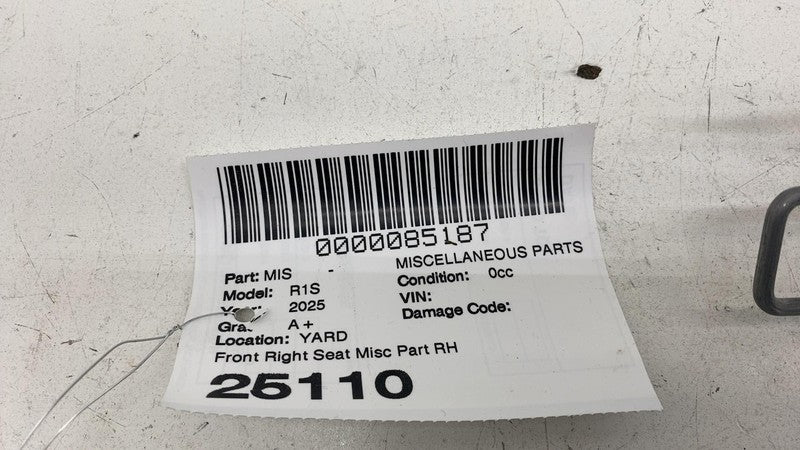 0000085187
Part: MIS - MISCELLANEOUS PARTS
Model: R1S Condition: 0cc
2025 VIN:
A+ Damage Code:
Location: YARD
Front Right Seat Misc Part RH
25110